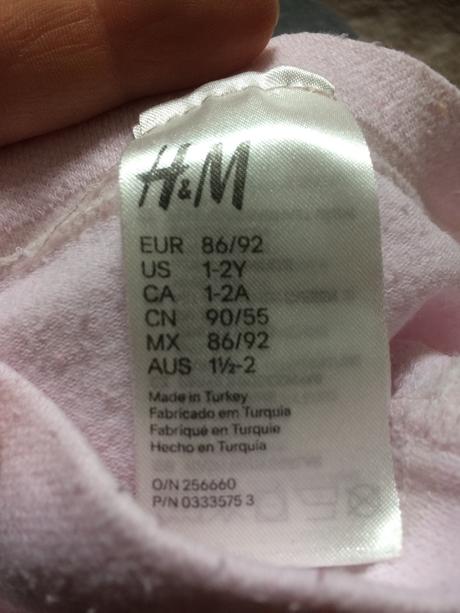 H&M
EUR 86/92
US 1-2Y
CA 1-2A
CN 90/55
MX 86/92
AUS 1½-2
Made in Turkey
Fabricado em Turquia
Fabriqué en Turquie
Hecho en Turquía
O/N 256660
P/N 0333575 3